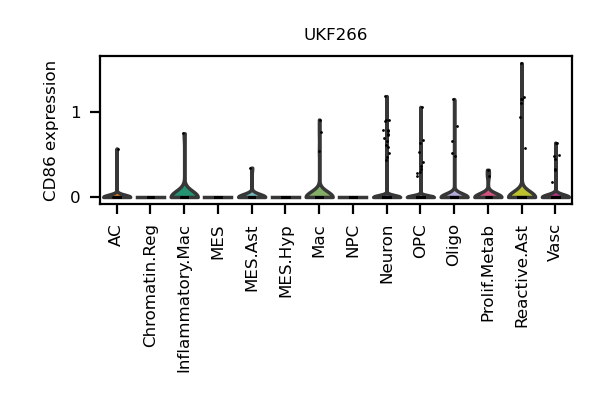 UKF266
CD86 expression
1
0
AC
Chromatin.Reg
Inflammatory.Mac
MES
MES.Ast
MES.Hyp
Mac
NPC
Neuron
OPC
Oligo
Prolif.Metab
Reactive.Ast
Vasc